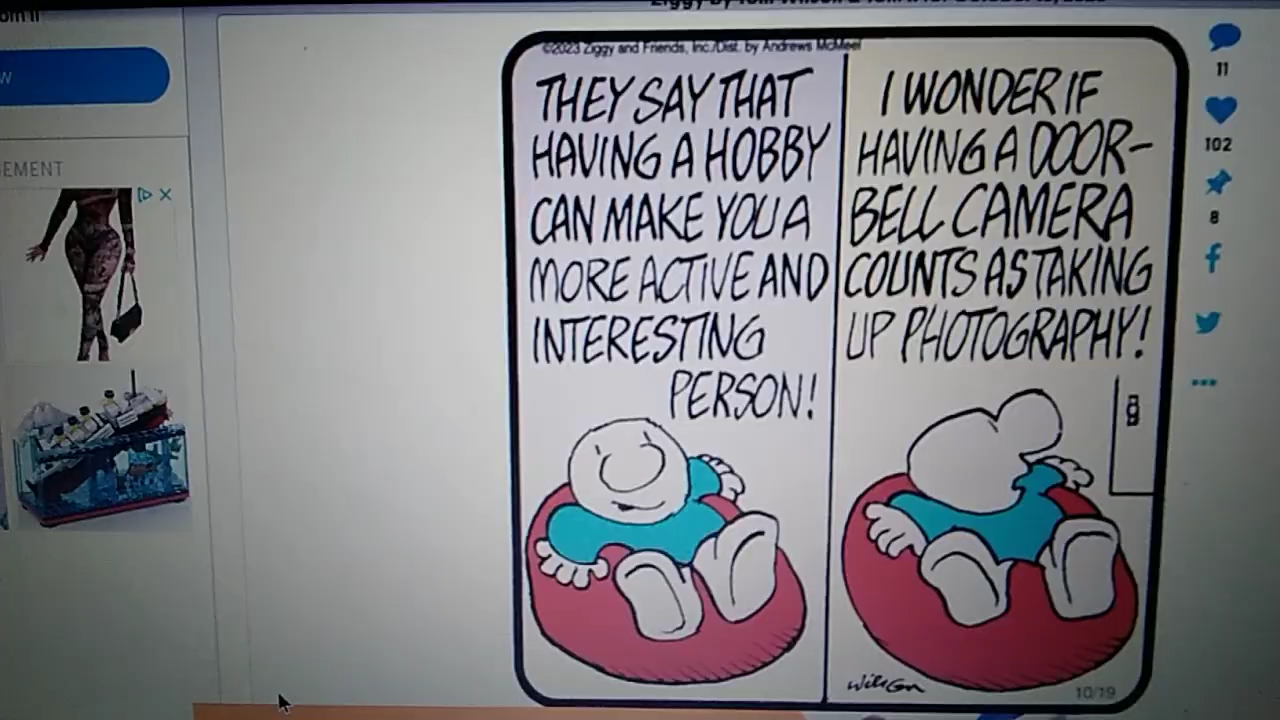 ©2023 Ziggy and Friends, Inc./Dist. by Andrews McMeel
THEY SAY THAT
HAVING A HOBBY
CAN MAKE YOU A
MORE ACTIVE AND
INTERESTING
PERSON!
I WONDER IF
HAVING A DOOR-
BELL CAMERA
COUNTS AS TAKING
UP PHOTOGRAPHY!
Wilson
10/19
11
102
8
EMENT
W